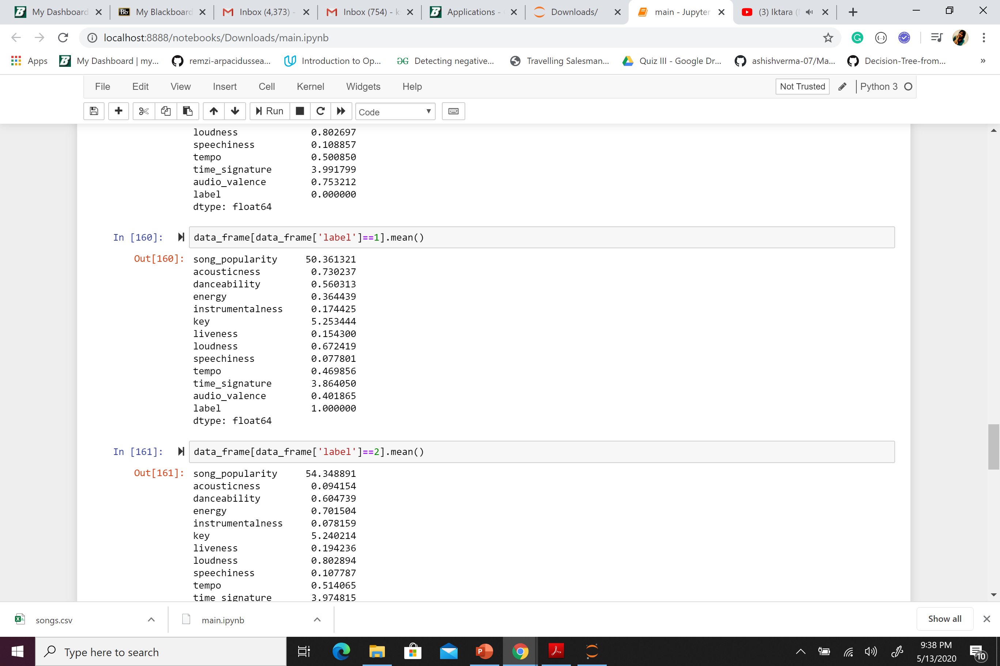 My Dashboard
My Blackboard
Inbox (4,373) -
Inbox (754) - k
Applications -
Downloads/
main - Jupyter
(3) Iktara (
localhost:8888/notebooks/Downloads/main.ipynb
Apps
My Dashboard | my...
remzi-arpacidussea...
Introduction to Op...
Detecting negative...
Travelling Salesman...
Quiz III - Google Dr...
ashishverma-07/Ma...
Decision-Tree-from...
»
File Edit View Insert Cell Kernel Widgets Help
Not Trusted
Python 3
Run
Code
loudness 0.802697
speechiness 0.108857
tempo 0.500850
time_signature 3.991799
audio_valence 0.753212
label 0.000000
dtype: float64
In [160]: data_frame[data_frame['label']==1].mean()
Out[160]: song_popularity 50.361321
acousticness 0.730237
danceability 0.560313
energy 0.364439
instrumentalness 0.174425
key 5.253444
liveness 0.154300
loudness 0.672419
speechiness 0.077801
tempo 0.469856
time_signature 3.864050
audio_valence 0.401865
label 1.000000
dtype: float64
In [161]: data_frame[data_frame['label']==2].mean()
Out[161]: song_popularity 54.348891
acousticness 0.094154
danceability 0.604739
energy 0.701504
instrumentalness 0.078159
key 5.240214
liveness 0.194236
loudness 0.802894
speechiness 0.107787
tempo 0.514065
time_signature 3.974815
songs.csv
main.ipynb
Show all
Type here to search
9:38 PM
5/13/2020
10